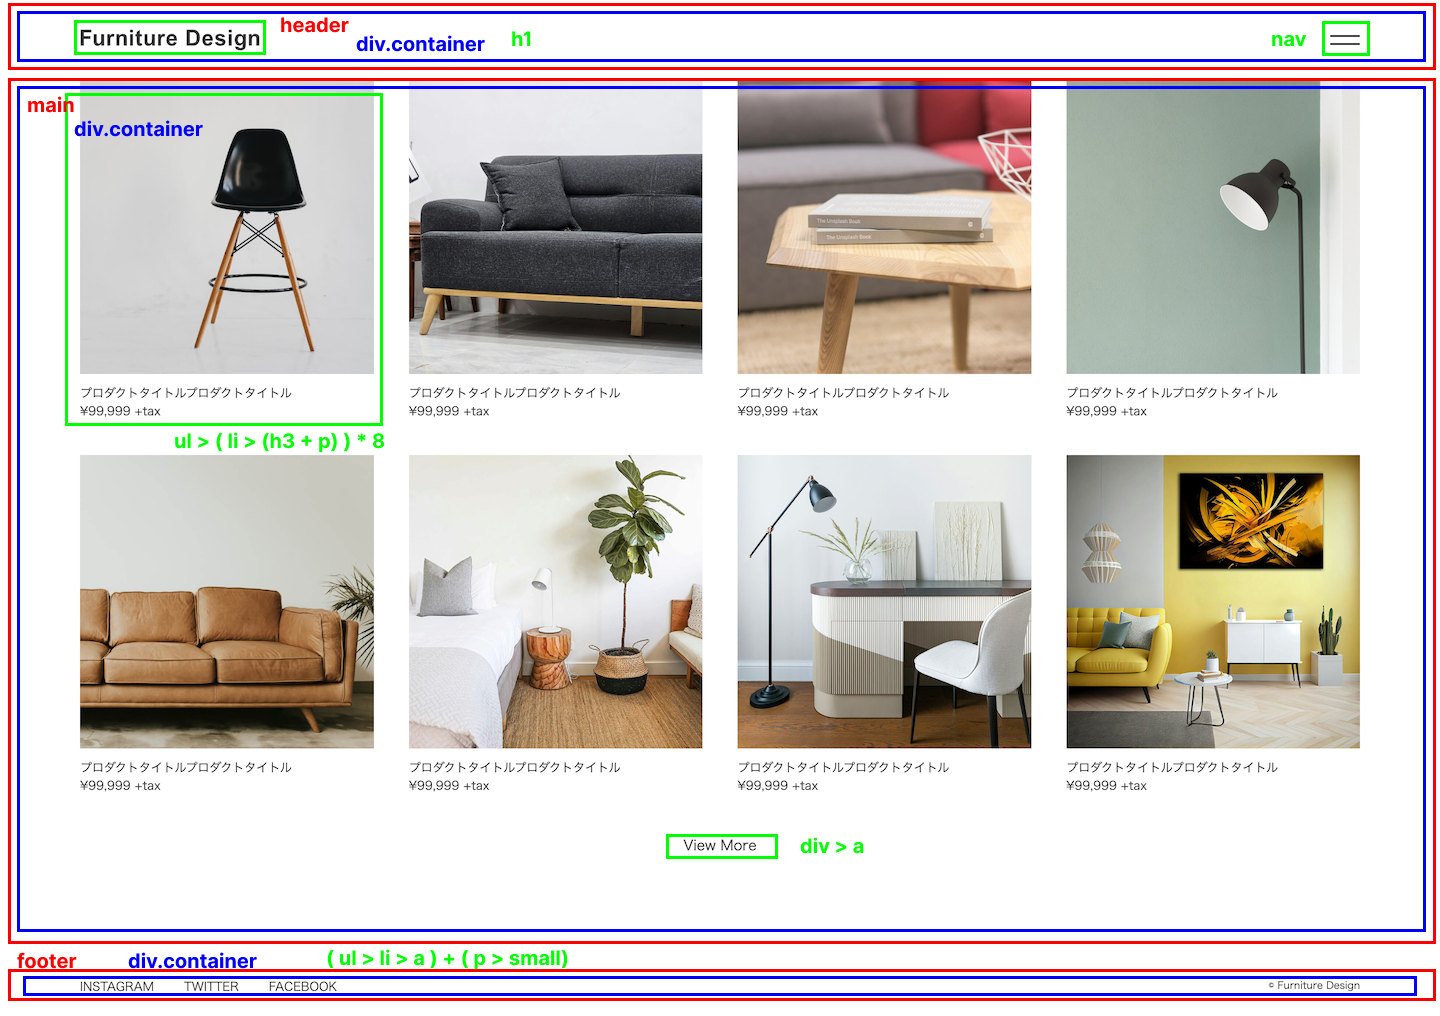 Furniture Design
header
div.container
h1
nav
main
div.container
The Unsplash Book
The Unsplash Book
プロダクトタイトルプロダクトタイトル
¥99,999 +tax
プロダクトタイトルプロダクトタイトル
¥99,999 +tax
プロダクトタイトルプロダクトタイトル
¥99,999 +tax
プロダクトタイトルプロダクトタイトル
¥99,999 +tax
ul > ( li > (h3 + p) ) * 8
プロダクトタイトルプロダクトタイトル
¥99,999 +tax
プロダクトタイトルプロダクトタイトル
¥99,999 +tax
プロダクトタイトルプロダクトタイトル
¥99,999 +tax
プロダクトタイトルプロダクトタイトル
¥99,999 +tax
View More
div > a
footer
div.container
( ul > li > a ) + ( p > small)
INSTAGRAM TWITTER FACEBOOK
© Furniture Design